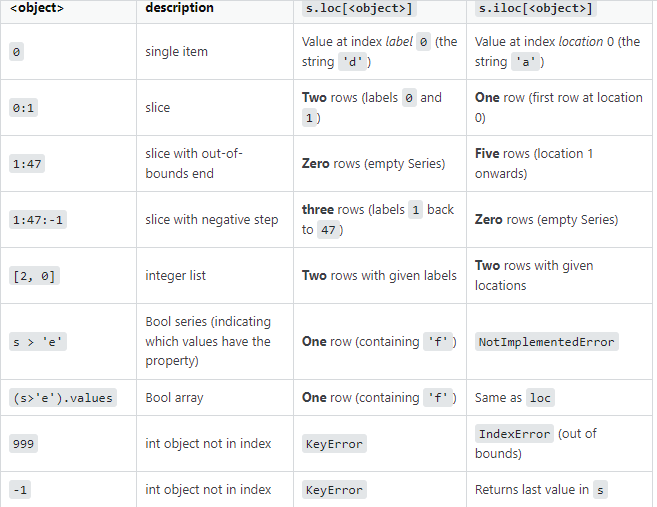 <object> description s.loc[<object>] s.iloc[<object>]
0 single item Value at index label 0 (the string 'd') Value at index location 0 (the string 'a')
0:1 slice Two rows (labels 0 and 1) One row (first row at location 0)
1:47 slice with out-of-bounds end Zero rows (empty Series) Five rows (location 1 onwards)
1:47:-1 slice with negative step three rows (labels 1 back to 47) Zero rows (empty Series)
[2, 0] integer list Two rows with given labels Two rows with given locations
s > 'e' Bool series (indicating which values have the property) One row (containing 'f') NotImplementedError
(s>'e').values Bool array One row (containing 'f') Same as loc
999 int object not in index KeyError IndexError (out of bounds)
-1 int object not in index KeyError Returns last value in s